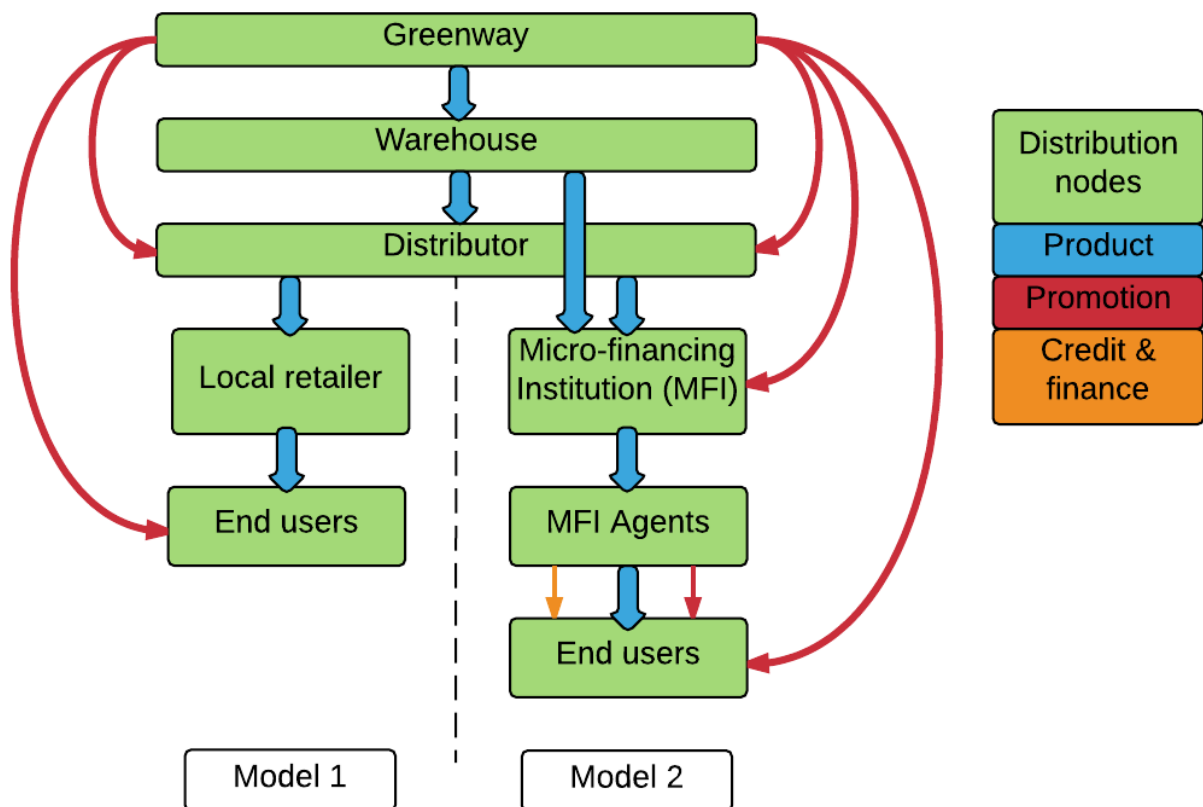 Greenway
Warehouse
Distributor
Local retailer
End users
Micro-financing
Institution (MFI)
MFI Agents
End users
Distribution
nodes
Product
Promotion
Credit &
finance
Model 1
Model 2